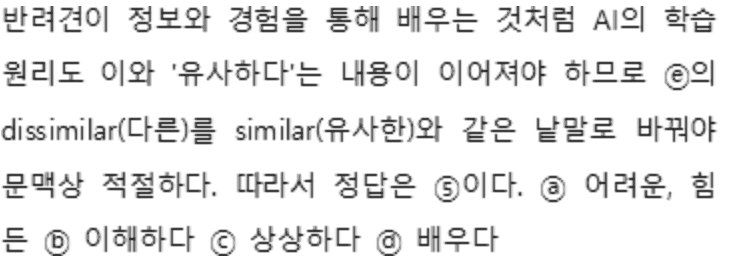 반려견이 정보와 경험을 통해 배우는 것처럼 AI의 학습
원리도 이와 '유사하다'는 내용이 이어져야 하므로 ⓔ의
dissimilar(다른)를 similar(유사한)와 같은 낱말로 바꿔야
문맥상 적절하다. 따라서 정답은 ⑤이다. ⓐ 어려운, 힘
든 ⓑ 이해하다 ⓒ 상상하다 ⓓ 배우다